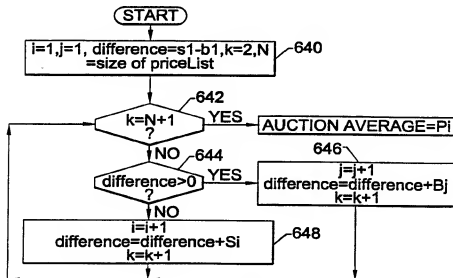 START
i=1,j=1, difference=s1-b1,k=2,N
=size of priceList
640
642
k=N+1
?
YES
AUCTION AVERAGE=Pi
NO
644
646
difference>0
?
YES
j=j+1
difference=difference+Bj
k=k+1
NO
i=i+1
difference=difference+Si
k=k+1
648